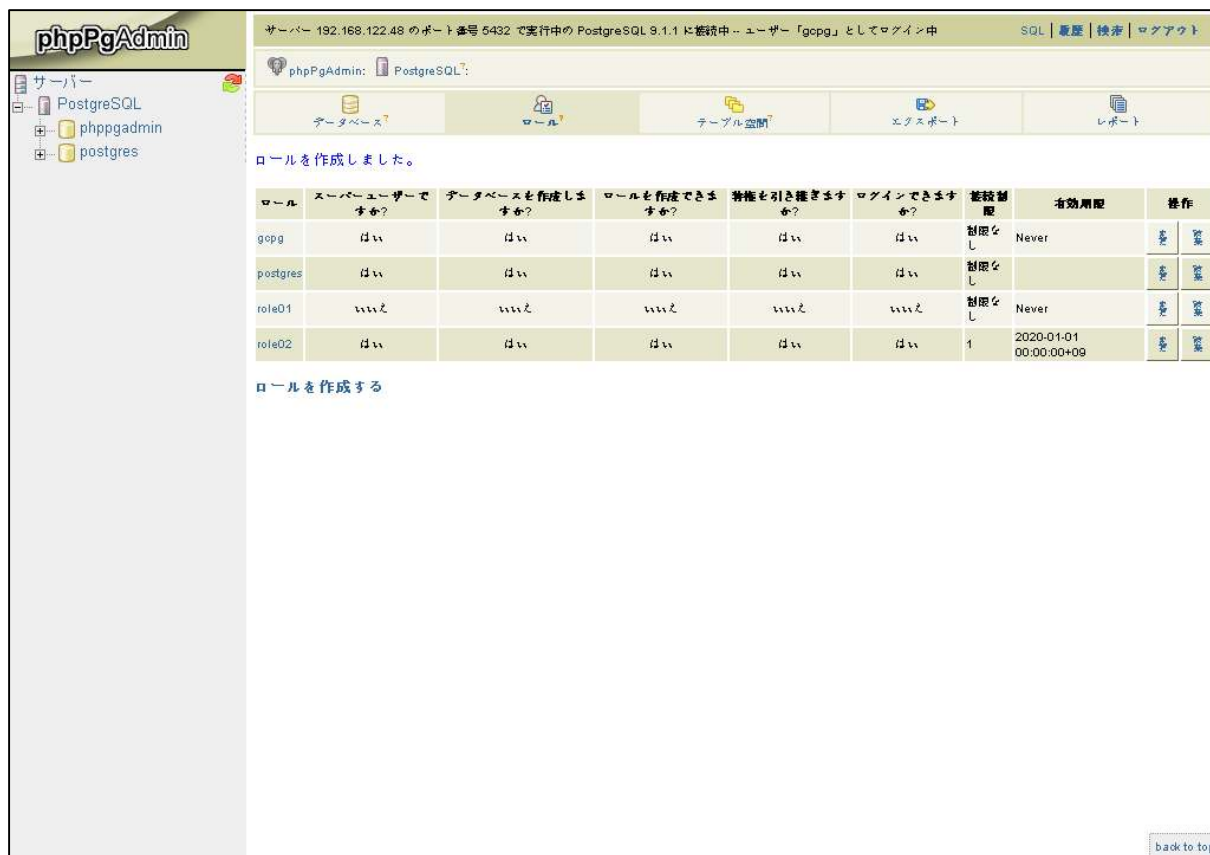 phpPgAdmin
サーバー
PostgreSQL
phppgadmin
postgres
サーバー 192.168.122.48 のポート番号 5432 で実行中の PostgreSQL 9.1.1 に接続中 -- ユーザー「gcpg」としてログイン中
SQL | 履歴 | 検索 | ログアウト
phpPgAdmin: PostgreSQL?:
データベース?
ロール?
テーブル空間?
エクスポート
レポート
ロールを作成しました。
ロール スーパーユーザーですか? データベースを作成しますか? ロールを作成できますか? 特権を引き継ぎますか? ログインできますか? 接続制限 有効期限 操作
gcpg はい はい はい はい はい 制限なし Never
postgres はい はい はい はい はい 制限なし
role01 いいえ いいえ いいえ いいえ いいえ 制限なし Never
role02 はい はい はい はい はい 1 2020-01-01 00:00:00+09
ロールを作成する
back to top